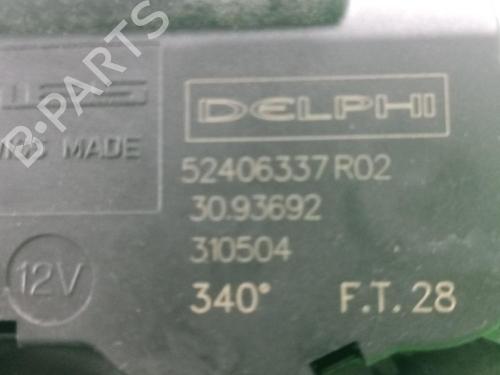 B-PARTS
DELPHI
MADE
52406337 R02
30.93692
310504
12V
340° F.T. 28